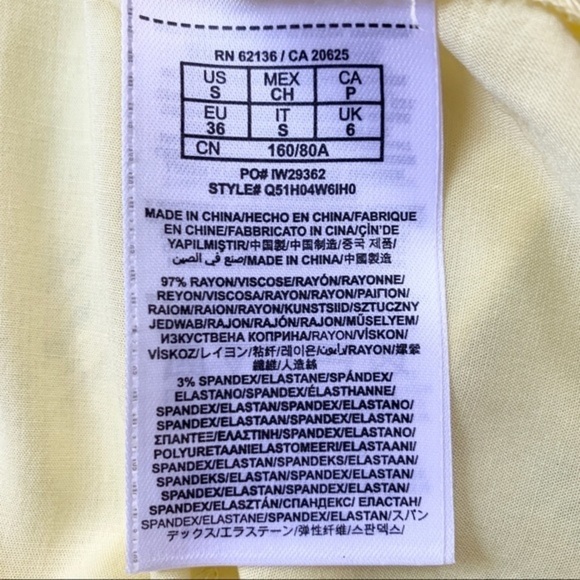 RN 62136 / CA 20625
US MEX CA
S CH P
EU IT UK
36 S 6
CN 160/80A
PO# IW29362
STYLE# Q51H04W6IH0
MADE IN CHINA/HECHO EN CHINA/FABRIQUE
EN CHINE/FABBRICATO IN CINA/ÇİN'DE
YAPILMIŞTIR/中国製/中国制造/중국 제품/
صنع في الصين/MADE IN CHINA/中國製造
97% RAYON/VISCOSE/RAYÓN/RAYONNE/
REYON/VISCOSA/RAYON/RAYON/ΡΑΙΓΙΟΝ/
RAIOM/RAION/RAYON/KUNSTSIID/SZTUCZNY
JEDWAB/RAJON/RAJÓN/RAJON/MŰSELYEM/
ИЗКУСТВЕНА КОПРИНА/RAYON/VİSKON/
VİSKOZ/レイヨン/粘纤/레이온/رايون/RAYON/嫘縈
纖維/人造絲
3% SPANDEX/ELASTANE/SPÁNDEX/
ELASTANO/SPANDEX/ÉLASTHANNE/
SPANDEX/ELASTAN/SPANDEX/ELASTANO/
SPANDEX/ELASTAN/SPANDEX/ELASTAN/
ΣΠΑΝΤΕΞ/ΕΛΑΣΤΙΝΗ/SPANDEX/ELASTANO/
POLYURETAANIELASTOMEERI/ELASTAANI/
SPANDEX/ELASTAN/SPANDEKS/ELASTAAN/
SPANDEKS/ELASTAN/SPANDEX/ELASTAN/
SPANDEX/ELASTAN/SPANDEX/ELASTAN/
SPANDEX/ELASZTÁN/СПАНДЕКС/ ЕЛАСТАН/
SPANDEX/ELASTANE/SPANDEX/ELASTAN/スパン
デックス/エラステーン/弹性纤维/스판덱스/